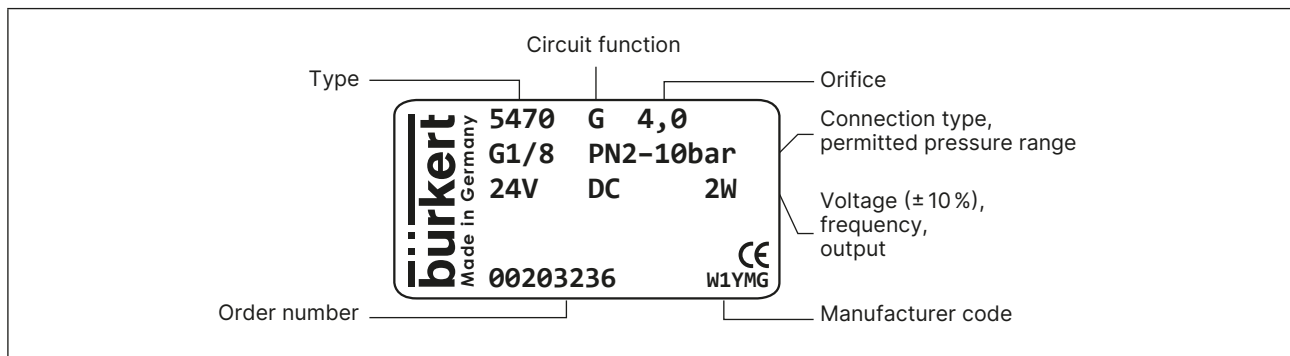 Circuit function
Type
Orifice
bürkert
Made in Germany
5470 G 4,0
G1/8 PN2–10bar
24V DC 2W
CE
00203236 W1YMG
Connection type,
permitted pressure range
Voltage (±10 %),
frequency,
output
Order number
Manufacturer code